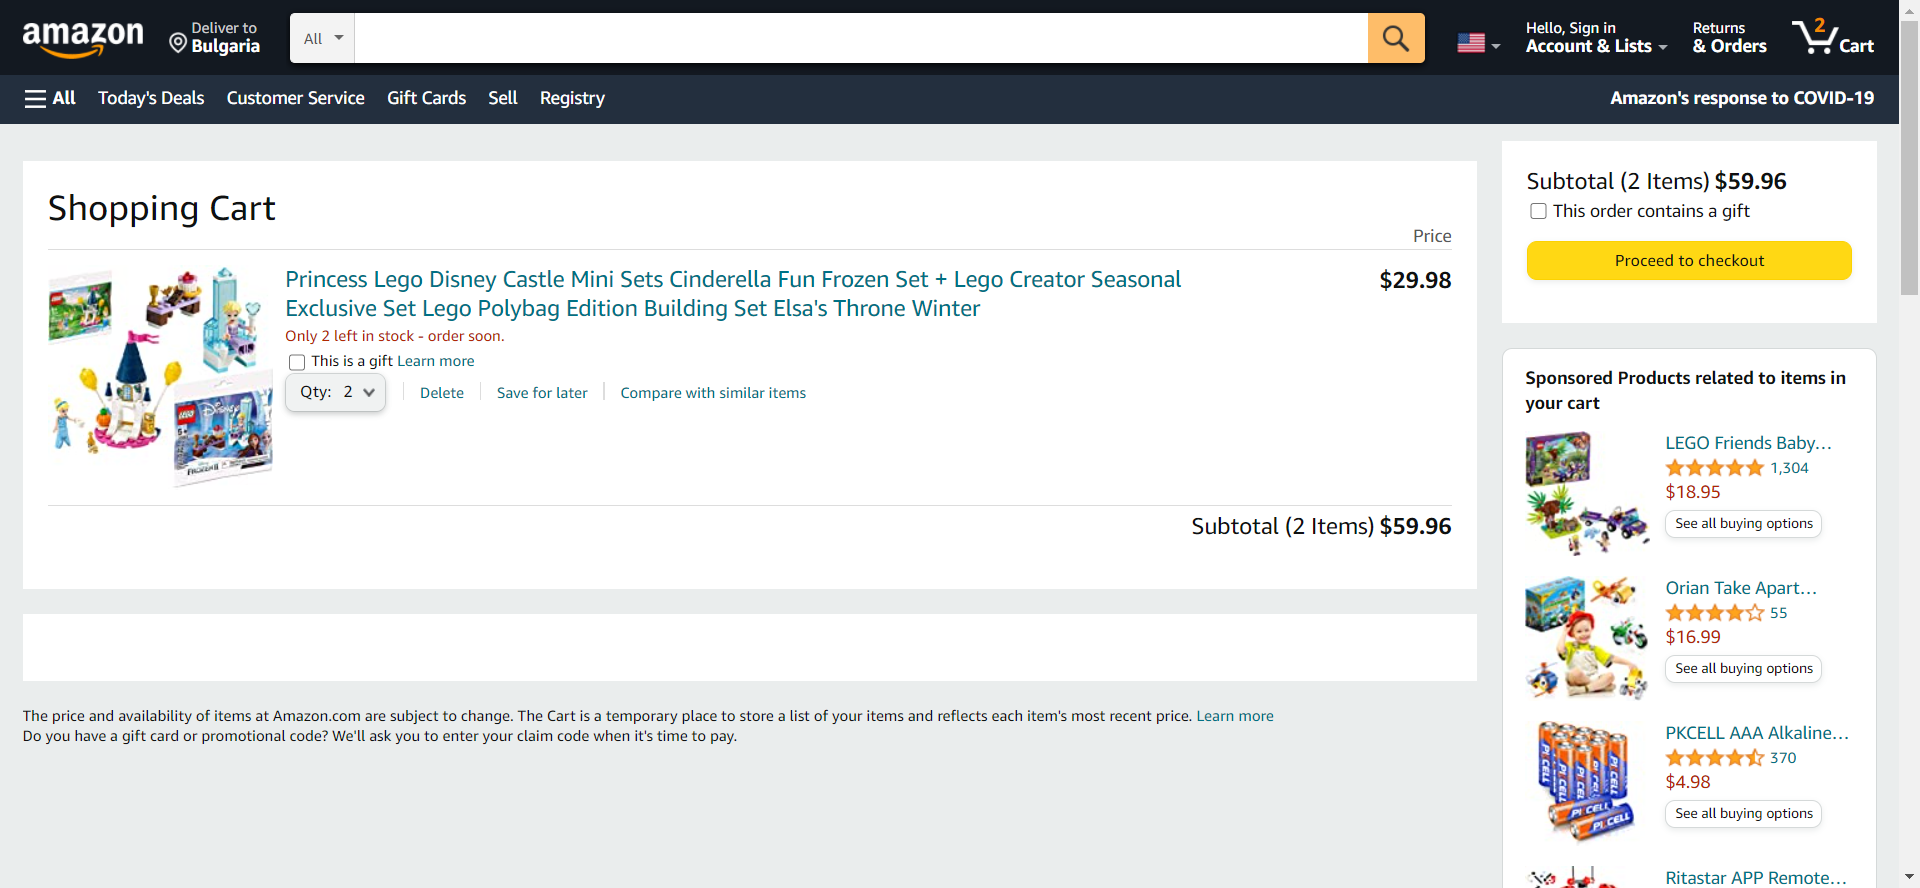 amazon
Deliver to
Bulgaria
All
Hello, Sign in
Account & Lists
Returns
& Orders
2
Cart
All
Today's Deals
Customer Service
Gift Cards
Sell
Registry
Amazon's response to COVID-19
Shopping Cart
Price
Princess Lego Disney Castle Mini Sets Cinderella Fun Frozen Set + Lego Creator Seasonal
Exclusive Set Lego Polybag Edition Building Set Elsa's Throne Winter
$29.98
Only 2 left in stock - order soon.
This is a gift Learn more
Qty: 2
Delete
Save for later
Compare with similar items
Subtotal (2 Items) $59.96
The price and availability of items at Amazon.com are subject to change. The Cart is a temporary place to store a list of your items and reflects each item's most recent price. Learn more
Do you have a gift card or promotional code? We'll ask you to enter your claim code when it's time to pay.
Subtotal (2 Items) $59.96
This order contains a gift
Proceed to checkout
Sponsored Products related to items in
your cart
LEGO Friends Baby…
1,304
$18.95
See all buying options
Orian Take Apart…
55
$16.99
See all buying options
PKCELL AAA Alkaline…
370
$4.98
See all buying options
Ritastar APP Remote…